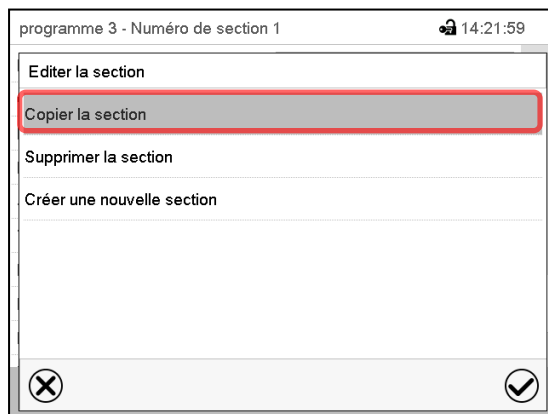 programme 3 - Numéro de section 1 14:21:59
Editer la section
Copier la section
Supprimer la section
Créer une nouvelle section